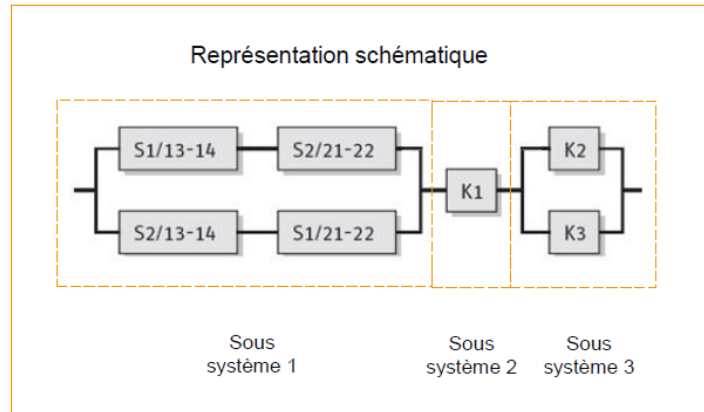 Représentation schématique
S1/13-14
S2/21-22
K2
K1
S2/13-14
S1/21-22
K3
Sous
système 1
Sous
système 2
Sous
système 3